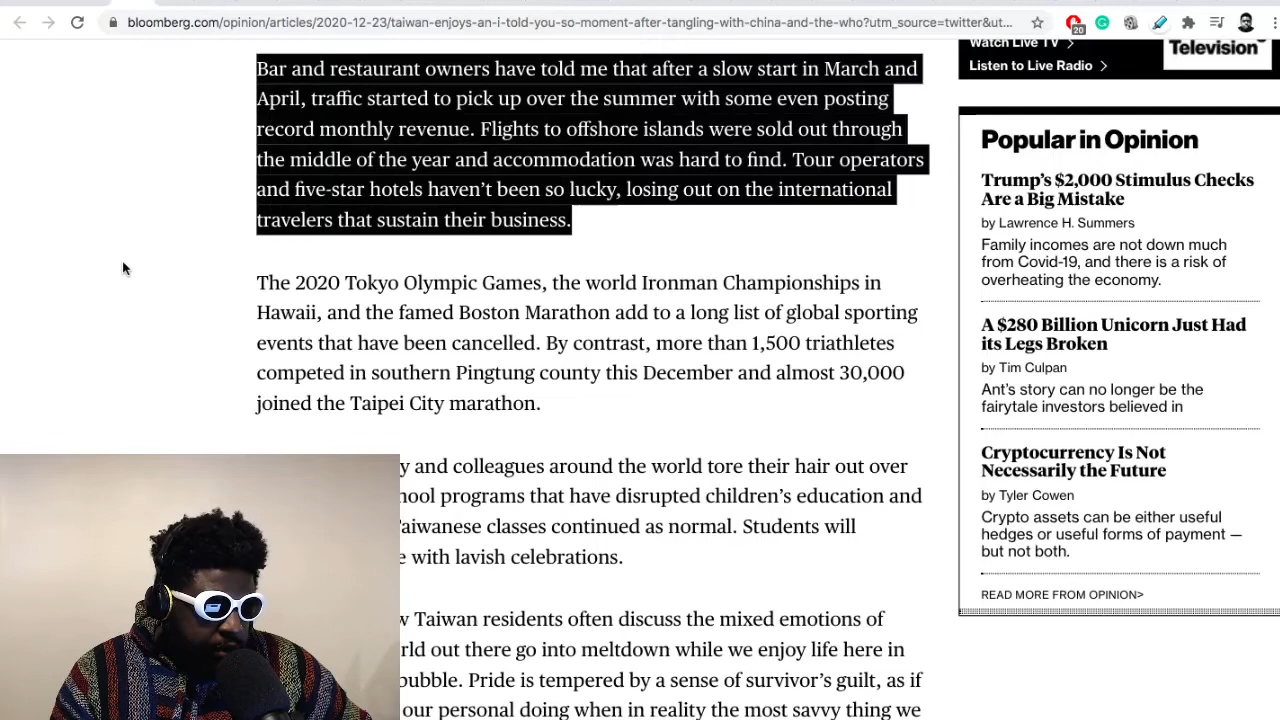 bloomberg.com/opinion/articles/2020-12-23/taiwan-enjoys-an-i-told-you-so-moment-after-tangling-with-china-and-the-who?utm_source=twitter&ut...
20
Bar and restaurant owners have told me that after a slow start in March and
April, traffic started to pick up over the summer with some even posting
record monthly revenue. Flights to offshore islands were sold out through
the middle of the year and accommodation was hard to find. Tour operators
and five-star hotels haven't been so lucky, losing out on the international
travelers that sustain their business.
The 2020 Tokyo Olympic Games, the world Ironman Championships in
Hawaii, and the famed Boston Marathon add to a long list of global sporting
events that have been cancelled. By contrast, more than 1,500 triathletes
competed in southern Pingtung county this December and almost 30,000
joined the Taipei City marathon.
y and colleagues around the world tore their hair out over
hool programs that have disrupted children's education and
Taiwanese classes continued as normal. Students will
e with lavish celebrations.
w Taiwan residents often discuss the mixed emotions of
rld out there go into meltdown while we enjoy life here in
bubble. Pride is tempered by a sense of survivor's guilt, as if
our personal doing when in reality the most savvy thing we
Watch Live TV >
Listen to Live Radio >
Television
Popular in Opinion
Trump's $2,000 Stimulus Checks
Are a Big Mistake
by Lawrence H. Summers
Family incomes are not down much
from Covid-19, and there is a risk of
overheating the economy.
A $280 Billion Unicorn Just Had
its Legs Broken
by Tim Culpan
Ant's story can no longer be the
fairytale investors believed in
Cryptocurrency Is Not
Necessarily the Future
by Tyler Cowen
Crypto assets can be either useful
hedges or useful forms of payment —
but not both.
READ MORE FROM OPINION>